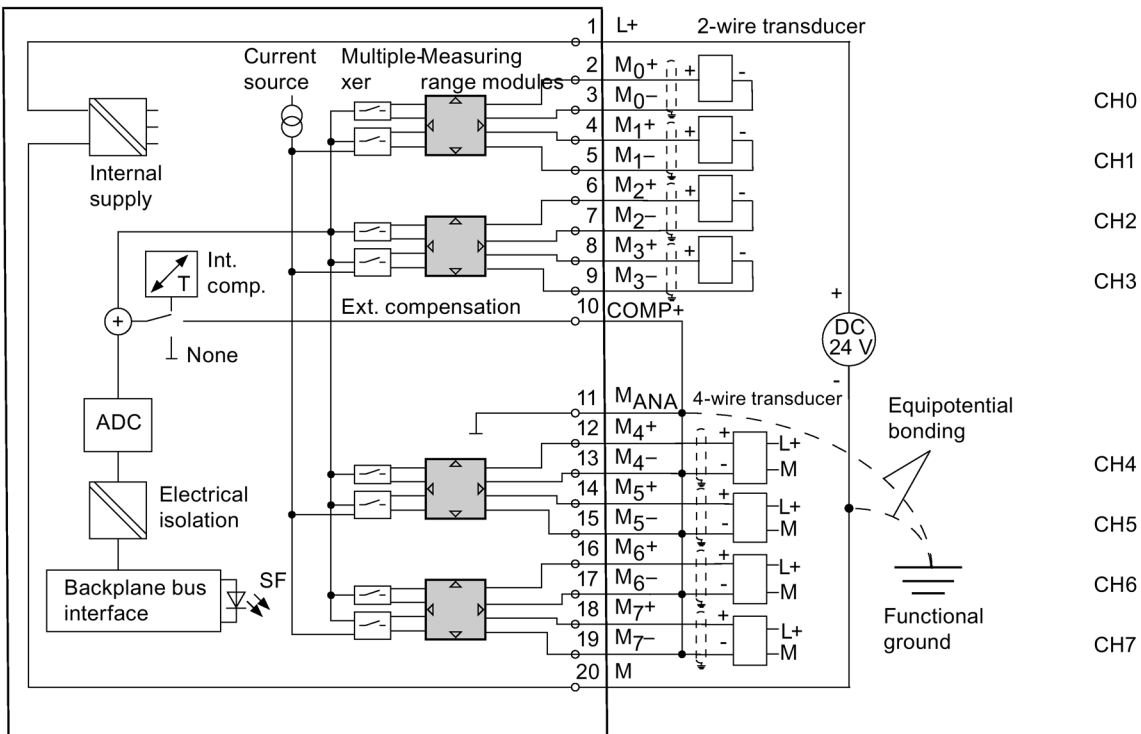 1 L+ 2-wire transducer
Current source
Multiple-xer
Measuring range modules
2 M0+ + -
3 M0– CH0
4 M1+ + -
5 M1– CH1
Internal supply
6 M2+ + -
7 M2– CH2
8 M3+ + -
9 M3– CH3
T Int. comp.
10 COMP+
Ext. compensation
+
None
+
DC 24 V
-
11 MANA 4-wire transducer
Equipotential bonding
ADC
12 M4+ + L+
13 M4– - M CH4
14 M5+ + L+
15 M5– - M CH5
Electrical isolation
16 M6+ + L+
17 M6– - M CH6
Backplane bus interface
SF
18 M7+ + L+
19 M7– - M CH7
Functional ground
20 M